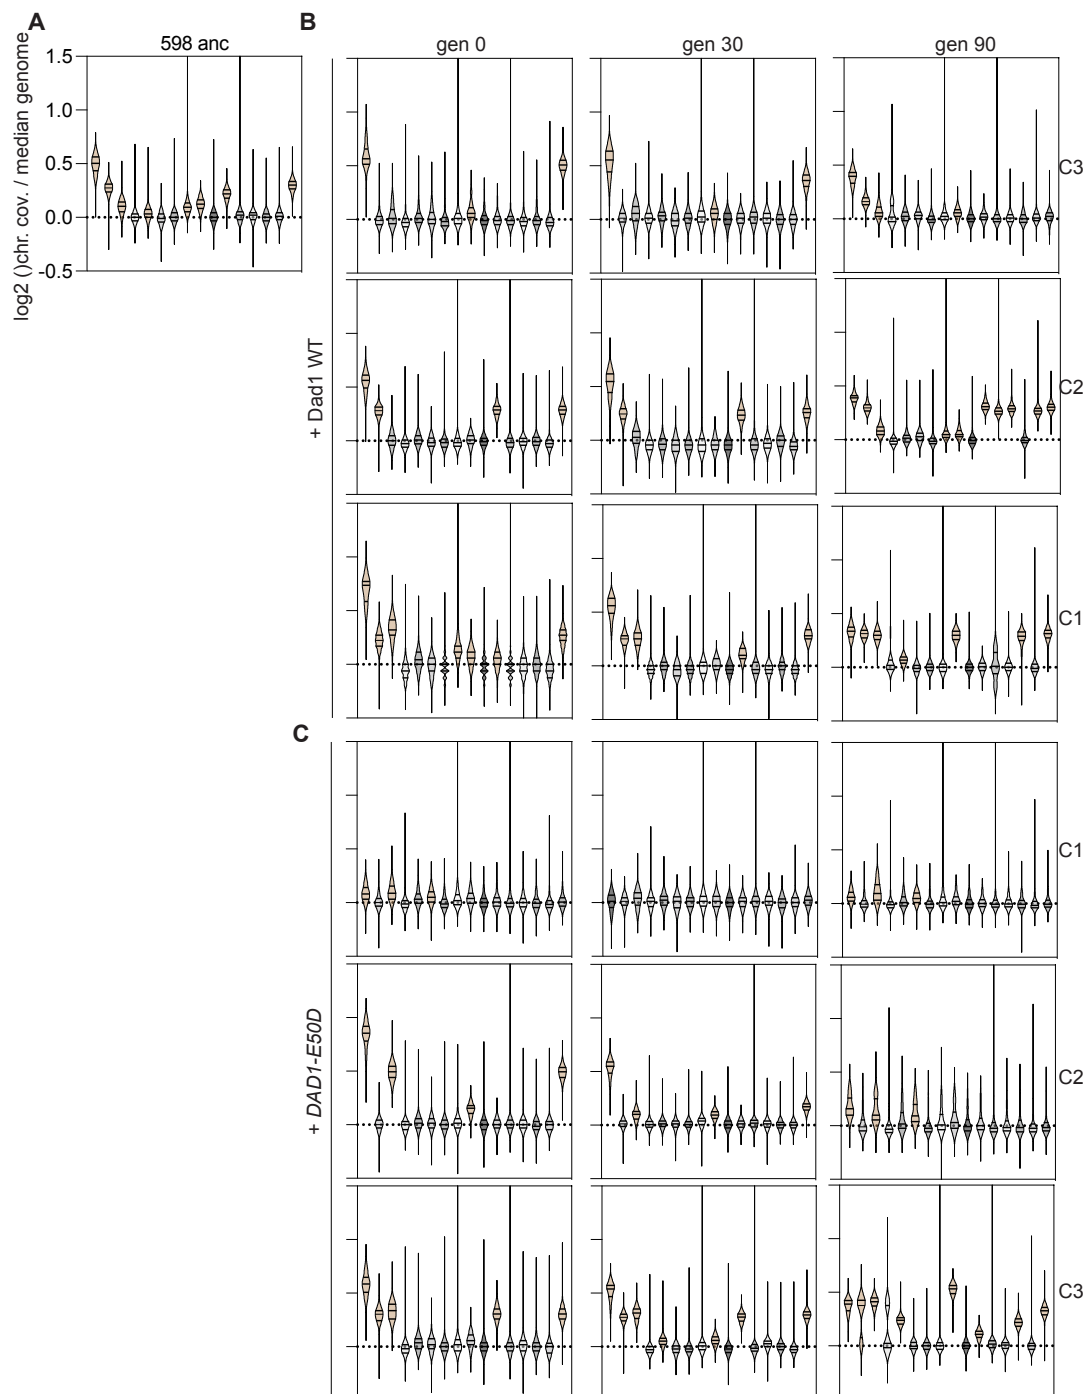 A
598 anc
log2 ()chr. cov. / median genome
1.5
1.0
0.5
0.0
-0.5
B
gen 0
gen 30
gen 90
+ Dad1 WT
C3
C2
C1
C
+ DAD1-E50D
C1
C2
C3